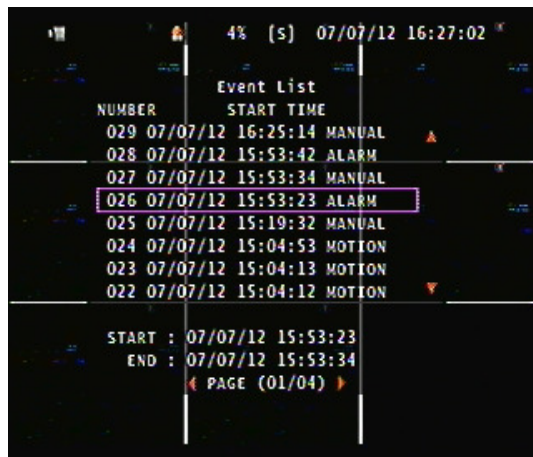 4% (S) 07/07/12 16:27:02
Event List
NUMBER START TIME
029 07/07/12 16:25:14 MANUAL
028 07/07/12 15:53:42 ALARM
027 07/07/12 15:53:34 MANUAL
026 07/07/12 15:53:23 ALARM
025 07/07/12 15:19:32 MANUAL
024 07/07/12 15:04:53 MOTION
023 07/07/12 15:04:13 MOTION
022 07/07/12 15:04:12 MOTION
START : 07/07/12 15:53:23
END : 07/07/12 15:53:34
PAGE (01/04)